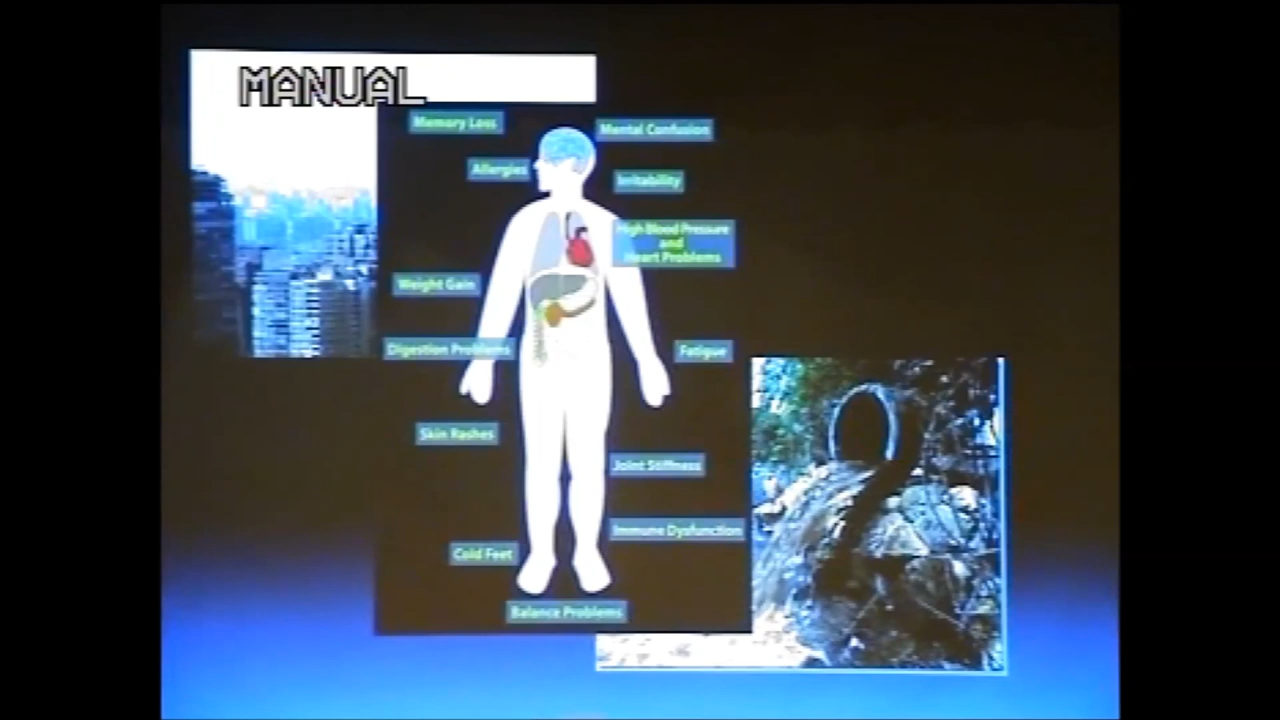 MANUAL
Memory Loss
Mental Confusion
Allergies
Irritability
High Blood Pressure
and
Heart Problems
Weight Gain
Digestion Problems
Fatigue
Skin Rashes
Joint Stiffness
Immune Dysfunction
Cold Feet
Balance Problems